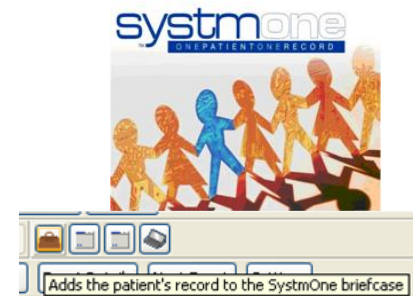 systmone
ONEPATIENTONERECORD
Adds the patient's record to the SystmOne briefcase